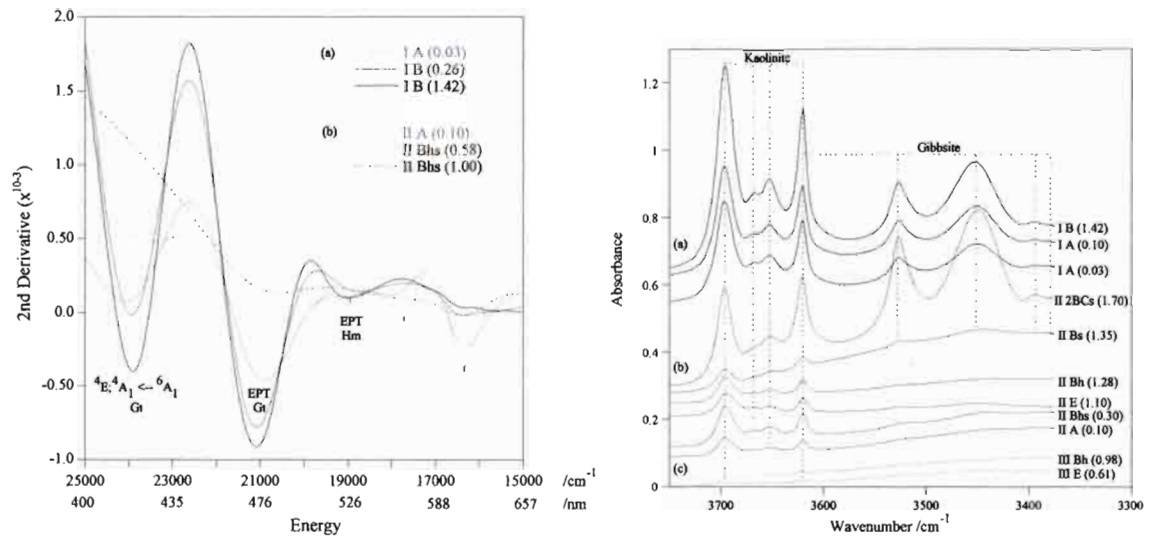 2.0
1.5
1.0
0.50
0.0
-0.50
-1.0
2nd Derivative (x10⁻³)
(a)
I A (0.03)
I B (0.26)
I B (1.42)
(b)
II A (0.10)
II Bhs (0.58)
II Bhs (1.00)
⁴E;⁴A₁ <-- ⁶A₁
Gt
EPT
Gt
EPT
Hm
25000 23000 21000 19000 17000 15000 /cm⁻¹
400 435 476 526 588 657 /nm
Energy
1.2
1
0.8
0.6
0.4
0.2
0
Absorbance
Kaolinite
Gibbsite
(a)
(b)
(c)
I B (1.42)
I A (0.10)
I A (0.03)
II 2BCs (1.70)
II Bs (1.35)
II Bh (1.28)
II E (1.10)
II Bhs (0.30)
II A (0.10)
III Bh (0.98)
III E (0.61)
3700 3600 3500 3400 3300
Wavenumber /cm⁻¹